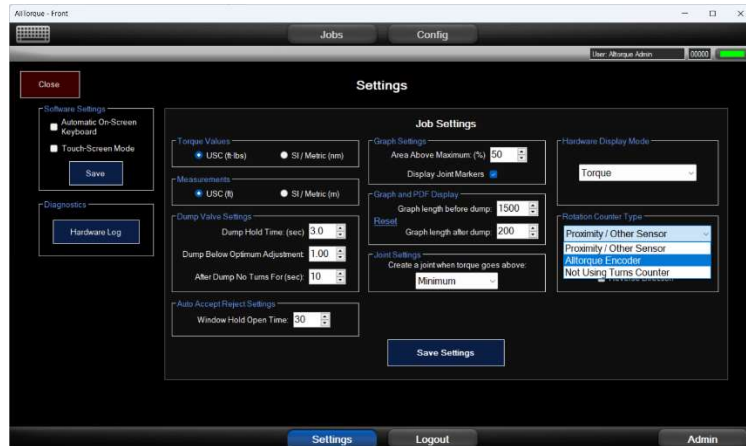 AllTorque - Front
Jobs
Config
User: Alltorque Admin
00000
Close
Settings
Software Settings
Automatic On-Screen
Keyboard
Touch-Screen Mode
Save
Diagnostics
Hardware Log
Job Settings
Torque Values
USC (ft-lbs)
SI / Metric (nm)
Measurements
USC (ft)
SI / Metric (m)
Dump Valve Settings
Dump Hold Time: (sec)
3.0
Dump Below Optimum Adjustment:
1.00
After Dump No Turns For (sec):
10
Auto Accept Reject Settings
Window Hold Open Time:
30
Graph Settings
Area Above Maximum: (%)
50
Display Joint Markers
Graph and PDF Display
Graph length before dump:
1500
Reset
Graph length after dump:
200
Joint Settings
Create a joint when torque goes above:
Minimum
Hardware Display Mode
Torque
Rotation Counter Type
Proximity / Other Sensor
Proximity / Other Sensor
Alltorque Encoder
Not Using Turns Counter
Reverse Direction
Save Settings
Settings
Logout
Admin